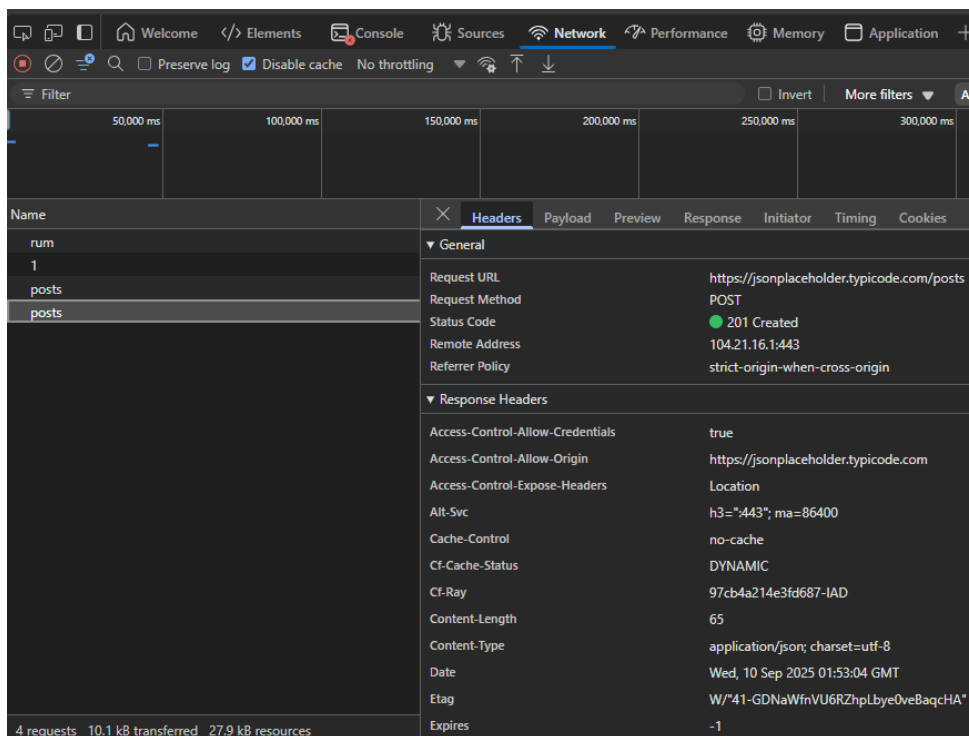 Welcome </> Elements Console Sources Network Performance Memory Application
Preserve log Disable cache No throttling
Filter Invert More filters
50,000 ms 100,000 ms 150,000 ms 200,000 ms 250,000 ms 300,000 ms
Name Headers Payload Preview Response Initiator Timing Cookies
rum
1
posts
posts
General
Request URL https://jsonplaceholder.typicode.com/posts
Request Method POST
Status Code 201 Created
Remote Address 104.21.16.1:443
Referrer Policy strict-origin-when-cross-origin
Response Headers
Access-Control-Allow-Credentials true
Access-Control-Allow-Origin https://jsonplaceholder.typicode.com
Access-Control-Expose-Headers Location
Alt-Svc h3=":443"; ma=86400
Cache-Control no-cache
Cf-Cache-Status DYNAMIC
Cf-Ray 97cb4a214e3fd687-IAD
Content-Length 65
Content-Type application/json; charset=utf-8
Date Wed, 10 Sep 2025 01:53:04 GMT
Etag W/"41-GDNaWfnVU6RZhpLbye0veBaqcHA"
Expires -1
4 requests 10.1 kB transferred 27.9 kB resources